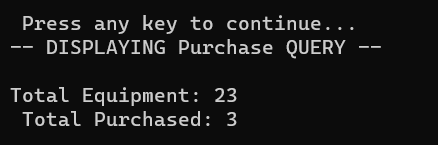 Press any key to continue...
-- DISPLAYING Purchase QUERY --
Total Equipment: 23
Total Purchased: 3